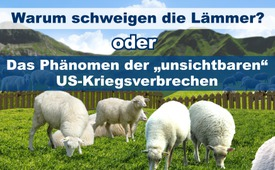 Warum schweigen die Lämmer?
oder
Das Phänomen der „unsichtbaren“
US-Kriegsverbrechen